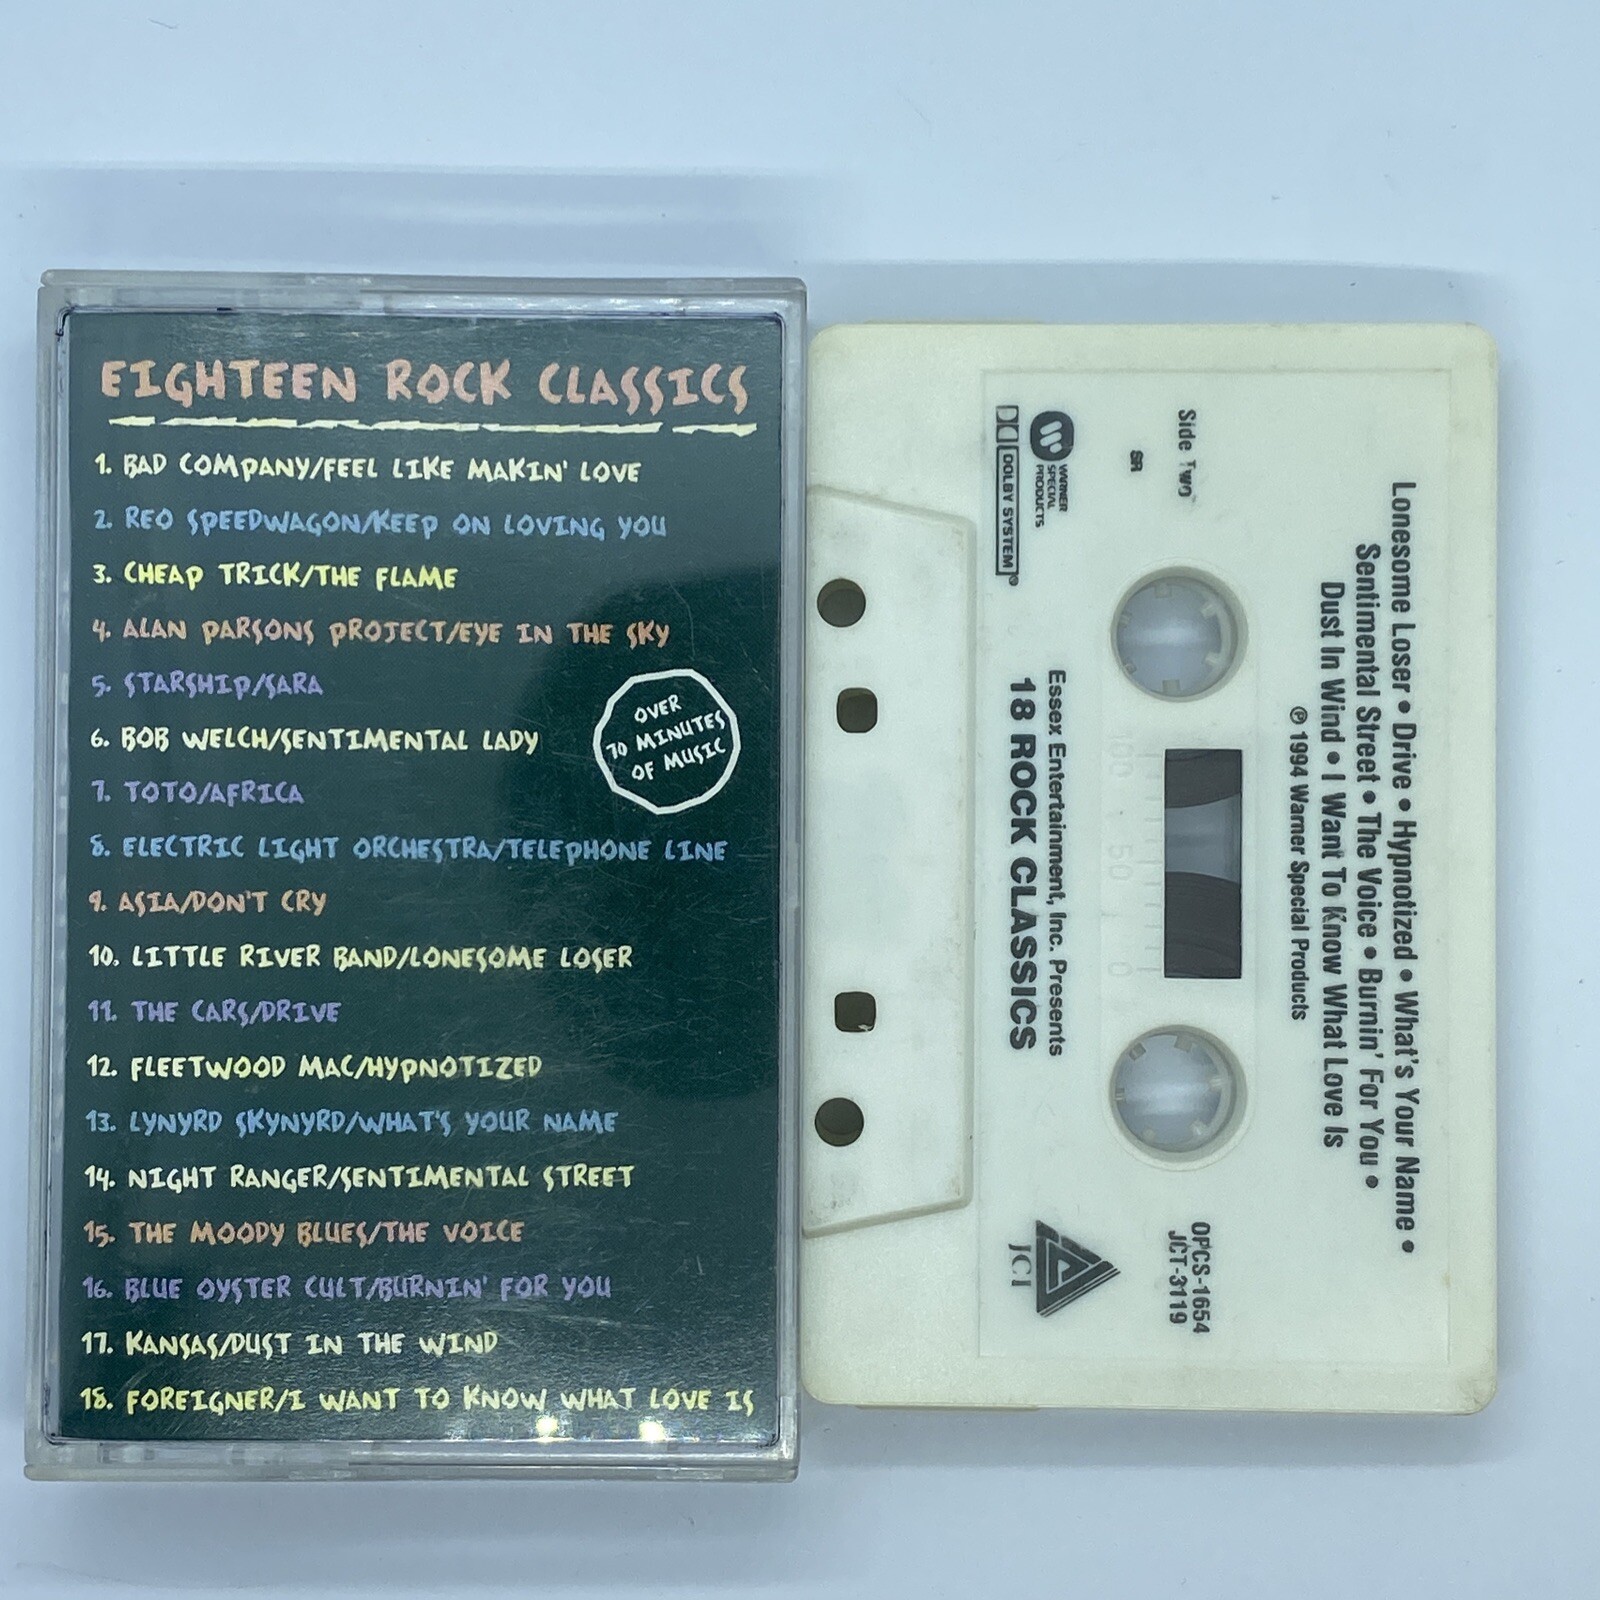 EIGHTEEN ROCK CLASSICS
1. BAD COMPANY/FEEL LIKE MAKIN' LOVE
2. REO SPEEDWAGON/KEEP ON LOVING YOU
3. CHEAP TRICK/THE FLAME
4. ALAN PARSONS PROJECT/EYE IN THE SKY
5. STARSHIP/SARA
6. BOB WELCH/SENTIMENTAL LADY
7. TOTO/AFRICA
8. ELECTRIC LIGHT ORCHESTRA/TELEPHONE LINE
9. ASIA/DON'T CRY
10. LITTLE RIVER BAND/LONESOME LOSER
11. THE CARS/DRIVE
12. FLEETWOOD MAC/HYPNOTIZED
13. LYNYRD SKYNYRD/WHAT'S YOUR NAME
14. NIGHT RANGER/SENTIMENTAL STREET
15. THE MOODY BLUES/THE VOICE
16. BLUE OYSTER CULT/BURNIN' FOR YOU
17. KANSAS/DUST IN THE WIND
18. FOREIGNER/I WANT TO KNOW WHAT LOVE IS
OVER
70 MINUTES
OF MUSIC
Lonesome Loser • Drive • Hypnotized • What's Your Name •
Sentimental Street • The Voice • Burnin' For You •
Dust In Wind • I Want To Know What Love Is
℗ 1994 Warner Special Products
Side Two
SR
OPCS-1654
JCT-3119
100 50 0
WARNER
SPECIAL
PRODUCTS
DOLBY SYSTEM®
Essex Entertainment, Inc. Presents
18 ROCK CLASSICS
JCI